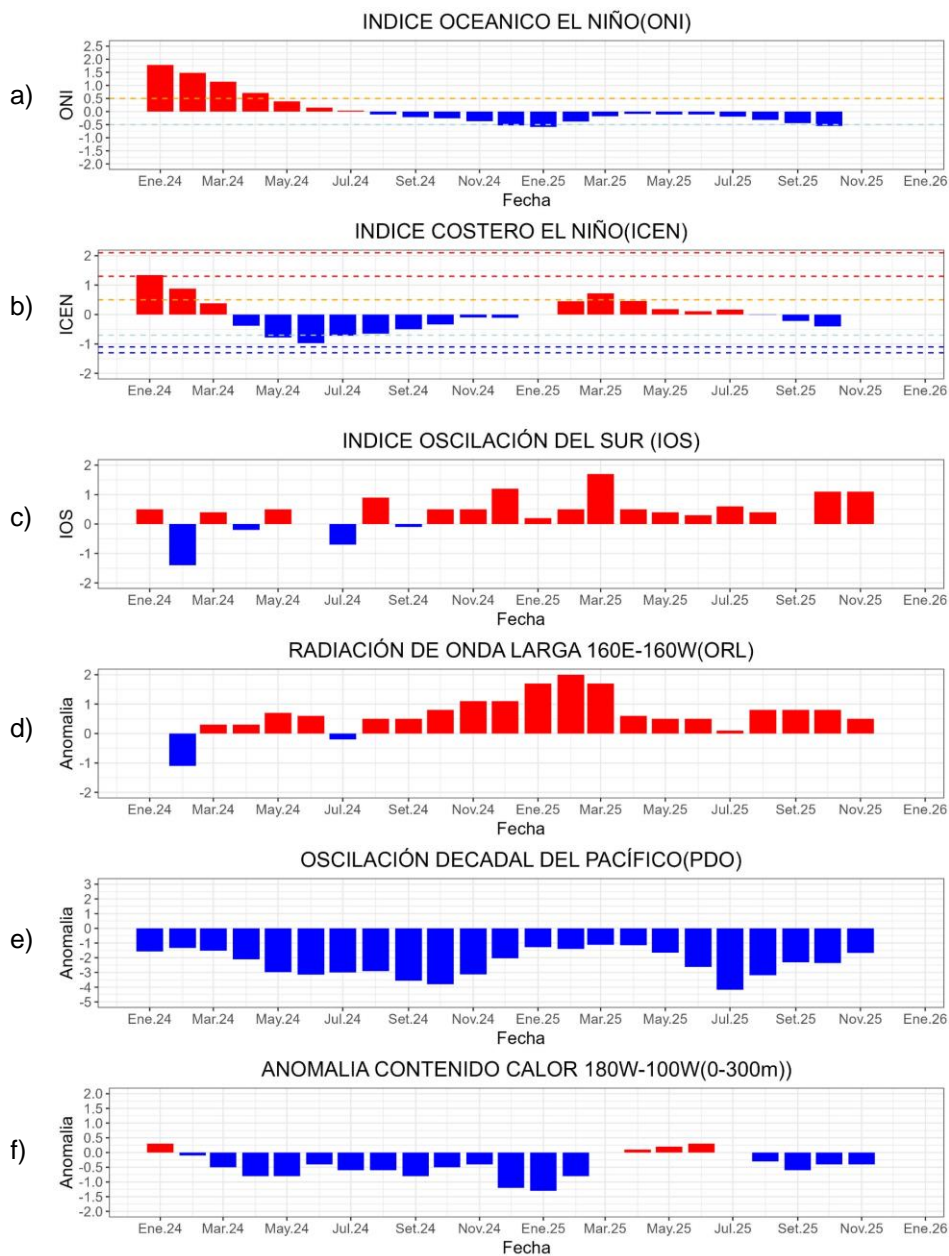 INDICE OCEANICO EL NIÑO(ONI)
a)
ONI
2.5
2.0
1.5
1.0
0.5
0.0
-0.5
-1.0
-1.5
-2.0
Ene.24 Mar.24 May.24 Jul.24 Set.24 Nov.24 Ene.25 Mar.25 May.25 Jul.25 Set.25 Nov.25 Ene.26
Fecha
INDICE COSTERO EL NIÑO(ICEN)
b)
ICEN
2
1
0
-1
-2
Ene.24 Mar.24 May.24 Jul.24 Set.24 Nov.24 Ene.25 Mar.25 May.25 Jul.25 Set.25 Nov.25 Ene.26
Fecha
INDICE OSCILACIÓN DEL SUR (IOS)
c)
IOS
2
1
0
-1
-2
Ene.24 Mar.24 May.24 Jul.24 Set.24 Nov.24 Ene.25 Mar.25 May.25 Jul.25 Set.25 Nov.25 Ene.26
Fecha
RADIACIÓN DE ONDA LARGA 160E-160W(ORL)
d)
Anomalia
2
1
0
-1
-2
Ene.24 Mar.24 May.24 Jul.24 Set.24 Nov.24 Ene.25 Mar.25 May.25 Jul.25 Set.25 Nov.25 Ene.26
Fecha
OSCILACIÓN DECADAL DEL PACÍFICO(PDO)
e)
Anomalia
3
2
1
0
-1
-2
-3
-4
-5
Ene.24 Mar.24 May.24 Jul.24 Set.24 Nov.24 Ene.25 Mar.25 May.25 Jul.25 Set.25 Nov.25 Ene.26
Fecha
ANOMALIA CONTENIDO CALOR 180W-100W(0-300m))
f)
Anomalia
2.0
1.5
1.0
0.5
0.0
-0.5
-1.0
-1.5
-2.0
Ene.24 Mar.24 May.24 Jul.24 Set.24 Nov.24 Ene.25 Mar.25 May.25 Jul.25 Set.25 Nov.25 Ene.26
Fecha